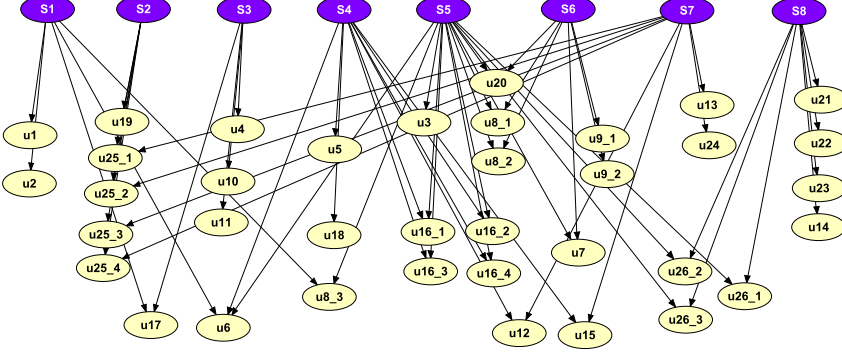 S1 S2 S3 S4 S5 S6 S7 S8
u20
u21
u13
u19 u4 u3 u8_1
u1 u9_1
u5 u24 u22
u25_1 u8_2
u2 u10 u9_2
u25_2 u23
u11 u14
u25_3 u18 u16_1 u16_2
u7
u25_4 u16_3 u16_4 u26_2
u8_3 u26_1
u17 u6 u12 u15 u26_3